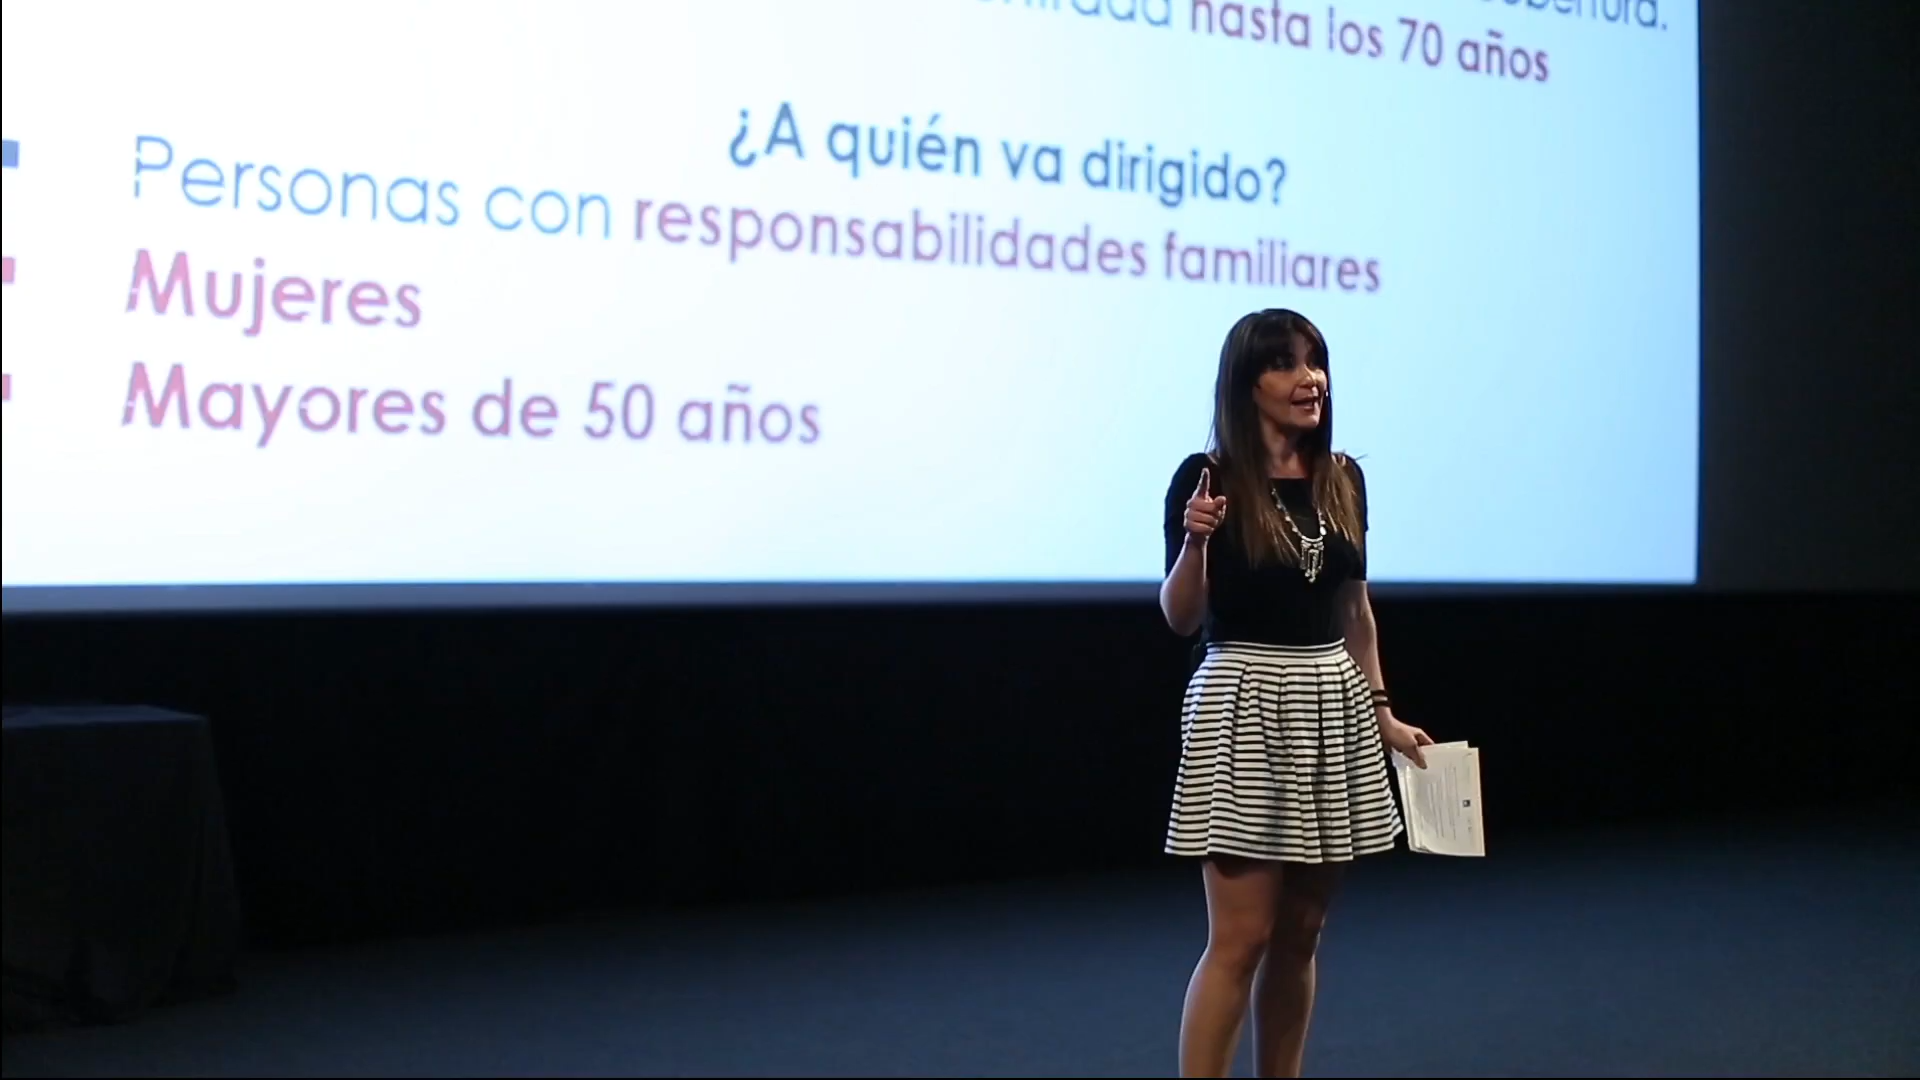 hasta los 70 años
¿A quién va dirigido?
Personas con responsabilidades familiares
Mujeres
Mayores de 50 años